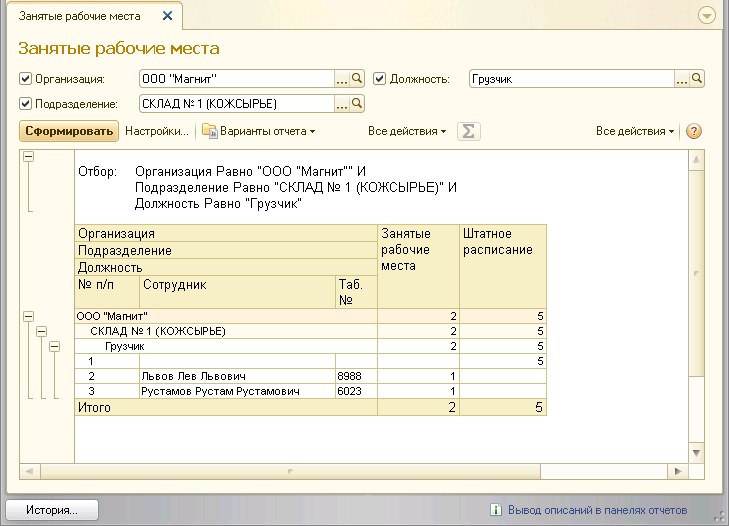 Занятые рабочие места
Занятые рабочие места
Организация: ООО "Магнит" ... Должность: Грузчик ...
Подразделение: СКЛАД № 1 (КОЖСЫРЬЕ) ...
Сформировать Настройки... Варианты отчета Все действия Σ Все действия ?
Отбор: Организация Равно "ООО "Магнит"" И
Подразделение Равно "СКЛАД № 1 (КОЖСЫРЬЕ)" И
Должность Равно "Грузчик"
Организация Занятые Штатное
Подразделение рабочие расписание
Должность места
№ п/п Сотрудник Таб.
№
ООО "Магнит" 2 5
СКЛАД № 1 (КОЖСЫРЬЕ) 2 5
Грузчик 2 5
1 5
2 Львов Лев Львович 8988 1
3 Рустамов Рустам Рустамович 6023 1
Итого 2 5
История... i Вывод описаний в панелях отчетов